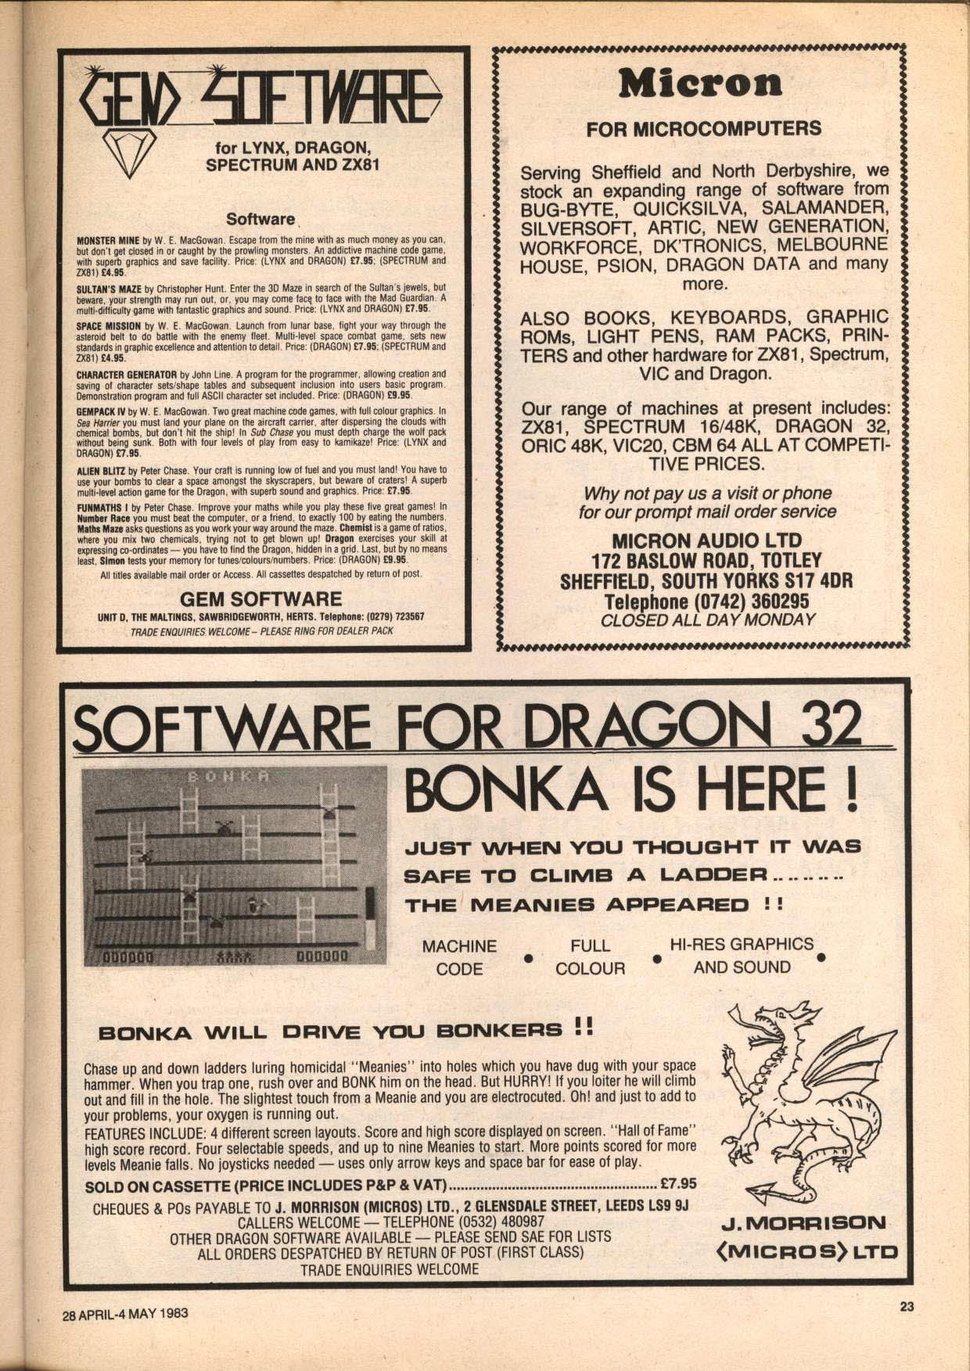 GEM SOFTWARE
for LYNX, DRAGON,
SPECTRUM AND ZX81
Software
MONSTER MINE by W. E. MacGowan. Escape from the mine with as much money as you can,
but don't get closed in or caught by the prowling monsters. An addictive machine code game,
with superb graphics and save facility. Price: (LYNX and DRAGON) £7.95; (SPECTRUM and
ZX81) £4.95.
SULTAN'S MAZE by Christopher Hunt. Enter the 3D Maze in search of the Sultan's jewels, but
beware, your strength may run out, or, you may come face to face with the Mad Guardian. A
multi-difficulty game with fantastic graphics and sound. Price: (LYNX and DRAGON) £7.95.
SPACE MISSION by W. E. MacGowan. Launch from lunar base, fight your way through the
asteroid belt to do battle with the enemy fleet. Multi-level space combat game, sets new
standards in graphic excellence and attention to detail. Price: (DRAGON) £7.95; (SPECTRUM and
ZX81) £4.95.
CHARACTER GENERATOR by John Line. A program for the programmer, allowing creation and
saving of character sets/shape tables and subsequent inclusion into users basic program.
Demonstration program and full ASCII character set included. Price: (DRAGON) £9.95.
GEMPACK IV by W. E. MacGowan. Two great machine code games, with full colour graphics. In
Sea Harrier you must land your plane on the aircraft carrier, after dispersing the clouds with
chemical bombs, but don't hit the ship! In Sub Chase you must depth charge the wolf pack
without being sunk. Both with four levels of play from easy to kamikaze! Price: (LYNX and
DRAGON) £7.95.
ALIEN BLITZ by Peter Chase. Your craft is running low of fuel and you must land! You have to
use your bombs to clear a space amongst the skyscrapers, but beware of craters! A superb
multi-level action game for the Dragon, with superb sound and graphics. Price: £7.95
FUNMATHS I by Peter Chase. Improve your maths while you play these five great games! In
Number Race you must beat the computer, or a friend, to exactly 100 by eating the numbers,
Maths Maze asks questions as you work your way around the maze. Chemist is a game of ratios,
where you mix two chemicals, trying not to get blown up! Dragon exercises your skill at
expressing co-ordinates — you have to find the Dragon, hidden in a grid. Last, but by no means
least, Simon tests your memory for tunes/colours/numbers. Price: (DRAGON) £9.95.
All titles available mail order or Access. All cassettes despatched by return of post.
GEM SOFTWARE
UNIT D, THE MALTINGS, SAWBRIDGEWORTH, HERTS. Telephone: (0279) 723567
TRADE ENQUIRIES WELCOME – PLEASE RING FOR DEALER PACK
Micron
FOR MICROCOMPUTERS
Serving Sheffield and North Derbyshire, we
stock an expanding range of software from
BUG-BYTE, QUICKSILVA, SALAMANDER,
SILVERSOFT, ARTIC, NEW GENERATION,
WORKFORCE, DK'TRONICS, MELBOURNE
HOUSE, PSION, DRAGON DATA and many
more.
ALSO BOOKS, KEYBOARDS, GRAPHIC
ROMs, LIGHT PENS, RAM PACKS, PRIN-
TERS and other hardware for ZX81, Spectrum,
VIC and Dragon.
Our range of machines at present includes:
ZX81, SPECTRUM 16/48K, DRAGON 32,
ORIC 48K, VIC20, CBM 64 ALL AT COMPETI-
TIVE PRICES.
Why not pay us a visit or phone
for our prompt mail order service
MICRON AUDIO LTD
172 BASLOW ROAD, TOTLEY
SHEFFIELD, SOUTH YORKS S17 4DR
Telephone (0742) 360295
CLOSED ALL DAY MONDAY
SOFTWARE FOR DRAGON 32
BONKA
000000 000000
BONKA IS HERE !
JUST WHEN YOU THOUGHT IT WAS
SAFE TO CLIMB A LADDER........
THE MEANIES APPEARED !!
MACHINE
CODE
•
FULL
COLOUR
•
HI-RES GRAPHICS
AND SOUND
•
BONKA WILL DRIVE YOU BONKERS !!
Chase up and down ladders luring homicidal "Meanies" into holes which you have dug with your space
hammer. When you trap one, rush over and BONK him on the head. But HURRY! If you loiter he will climb
out and fill in the hole. The slightest touch from a Meanie and you are electrocuted. Oh! and just to add to
your problems, your oxygen is running out.
FEATURES INCLUDE: 4 different screen layouts. Score and high score displayed on screen. "Hall of Fame"
high score record. Four selectable speeds, and up to nine Meanies to start. More points scored for more
levels Meanie falls. No joysticks needed — uses only arrow keys and space bar for ease of play.
SOLD ON CASSETTE (PRICE INCLUDES P&P & VAT)................................................ £7.95
CHEQUES & POs PAYABLE TO J. MORRISON (MICROS) LTD., 2 GLENSDALE STREET, LEEDS LS9 9J
CALLERS WELCOME — TELEPHONE (0532) 480987
OTHER DRAGON SOFTWARE AVAILABLE — PLEASE SEND SAE FOR LISTS
ALL ORDERS DESPATCHED BY RETURN OF POST (FIRST CLASS)
TRADE ENQUIRIES WELCOME
J.MORRISON
(MICROS) LTD
28 APRIL-4 MAY 1983
23